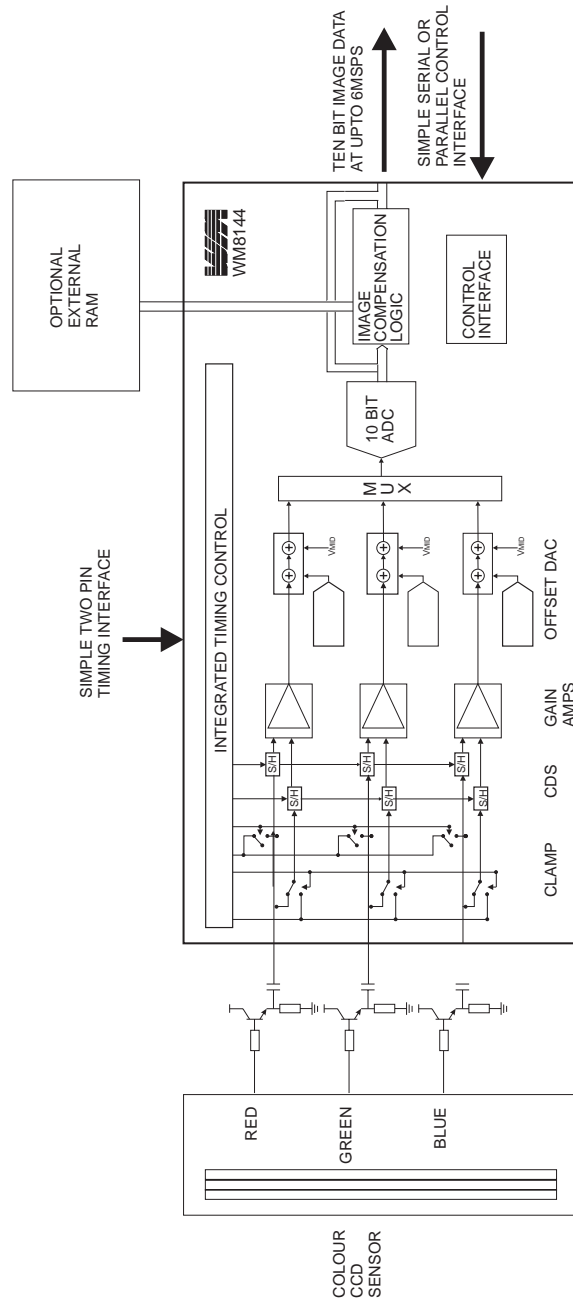 COLOUR
CCD
SENSOR
RED
GREEN
BLUE
SIMPLE TWO PIN
TIMING INTERFACE
OPTIONAL
EXTERNAL
RAM
INTEGRATED TIMING CONTROL
WM8144
S/H
S/H
S/H
S/H
S/H
S/H
VMID
VMID
VMID
CLAMP
CDS
GAIN
AMPS
OFFSET DAC
M
U
X
10 BIT
ADC
IMAGE
COMPENSATION
LOGIC
CONTROL
INTERFACE
TEN BIT IMAGE DATA
AT UPTO 6MSPS
SIMPLE SERIAL OR
PARALLEL CONTROL
INTERFACE